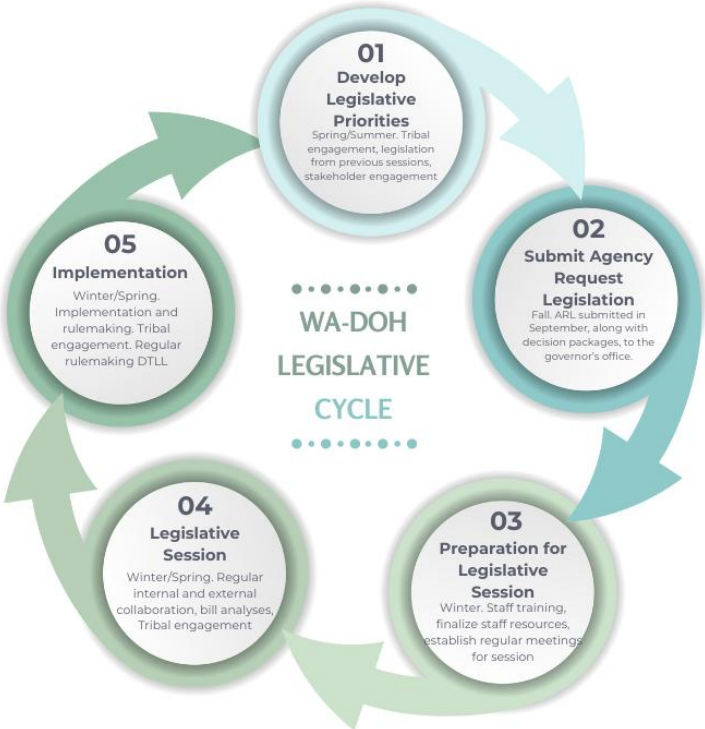 01
Develop
Legislative
Priorities
Spring/Summer. Tribal
engagement, legislation
from previous sessions,
stakeholder engagement
02
Submit Agency
Request
Legislation
Fall. ARL submitted in
September, along with
decision packages, to the
governor's office.
03
Preparation for
Legislative
Session
Winter. Staff training,
finalize staff resources,
establish regular meetings
for session
04
Legislative
Session
Winter/Spring. Regular
internal and external
collaboration, bill analyses,
Tribal engagement
05
Implementation
Winter/Spring.
Implementation and
rulemaking. Tribal
engagement. Regular
rulemaking DTLL
WA-DOH
LEGISLATIVE
CYCLE